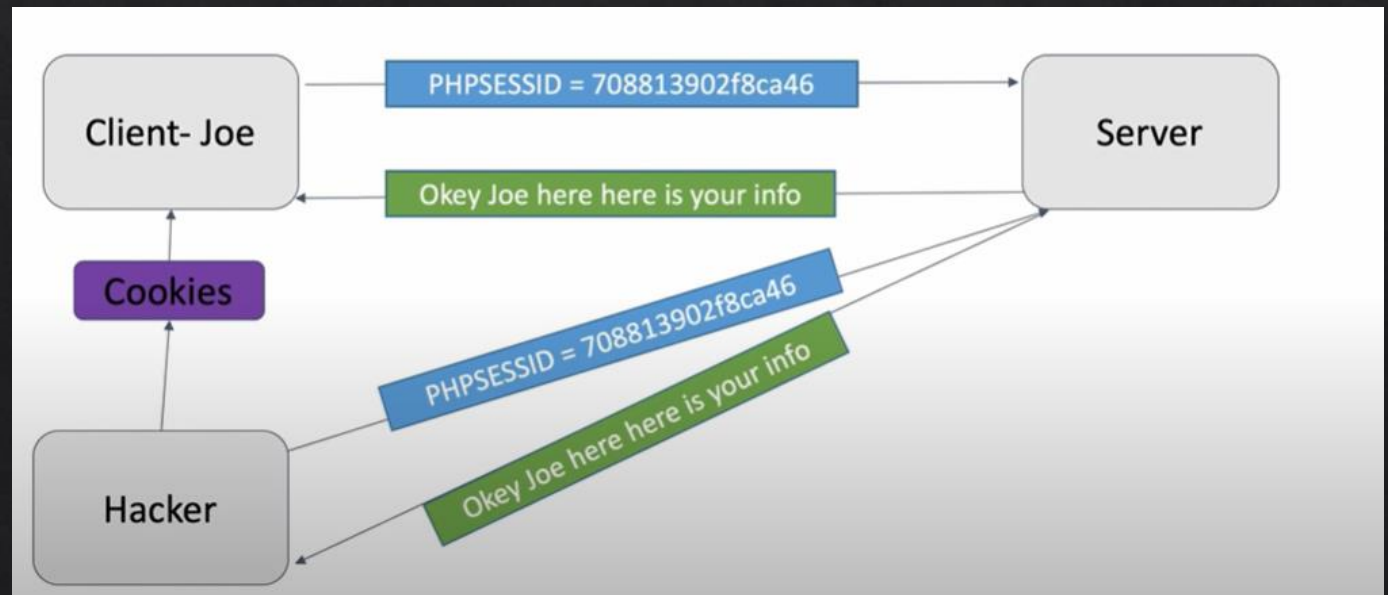 Client- Joe
PHPSESSID = 708813902f8ca46
Server
Okey Joe here here is your info
Cookies
PHPSESSID = 708813902f8ca46
Okey Joe here here is your info
Hacker